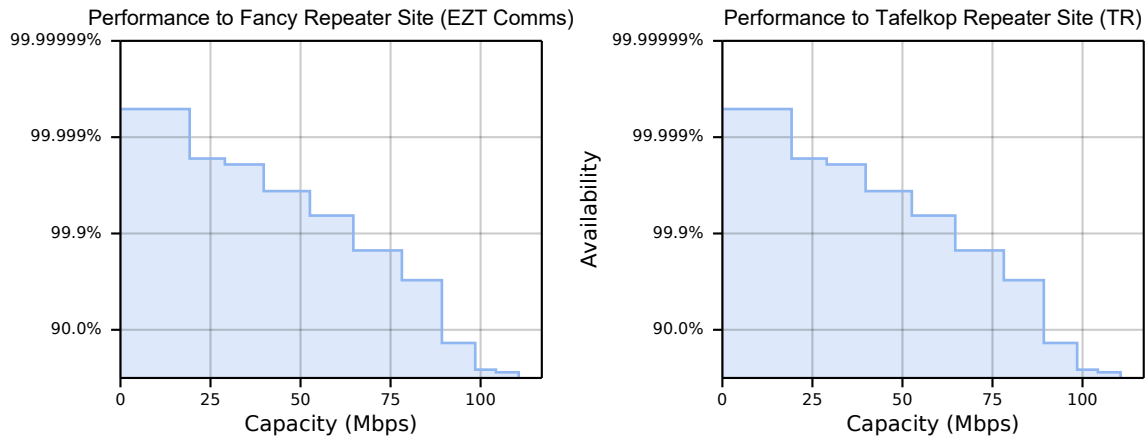 Performance to Fancy Repeater Site (EZT Comms)
99.99999%
99.999%
99.9%
90.0%
0 25 50 75 100
Capacity (Mbps)
Performance to Tafelkop Repeater Site (TR)
Availability
99.99999%
99.999%
99.9%
90.0%
0 25 50 75 100
Capacity (Mbps)